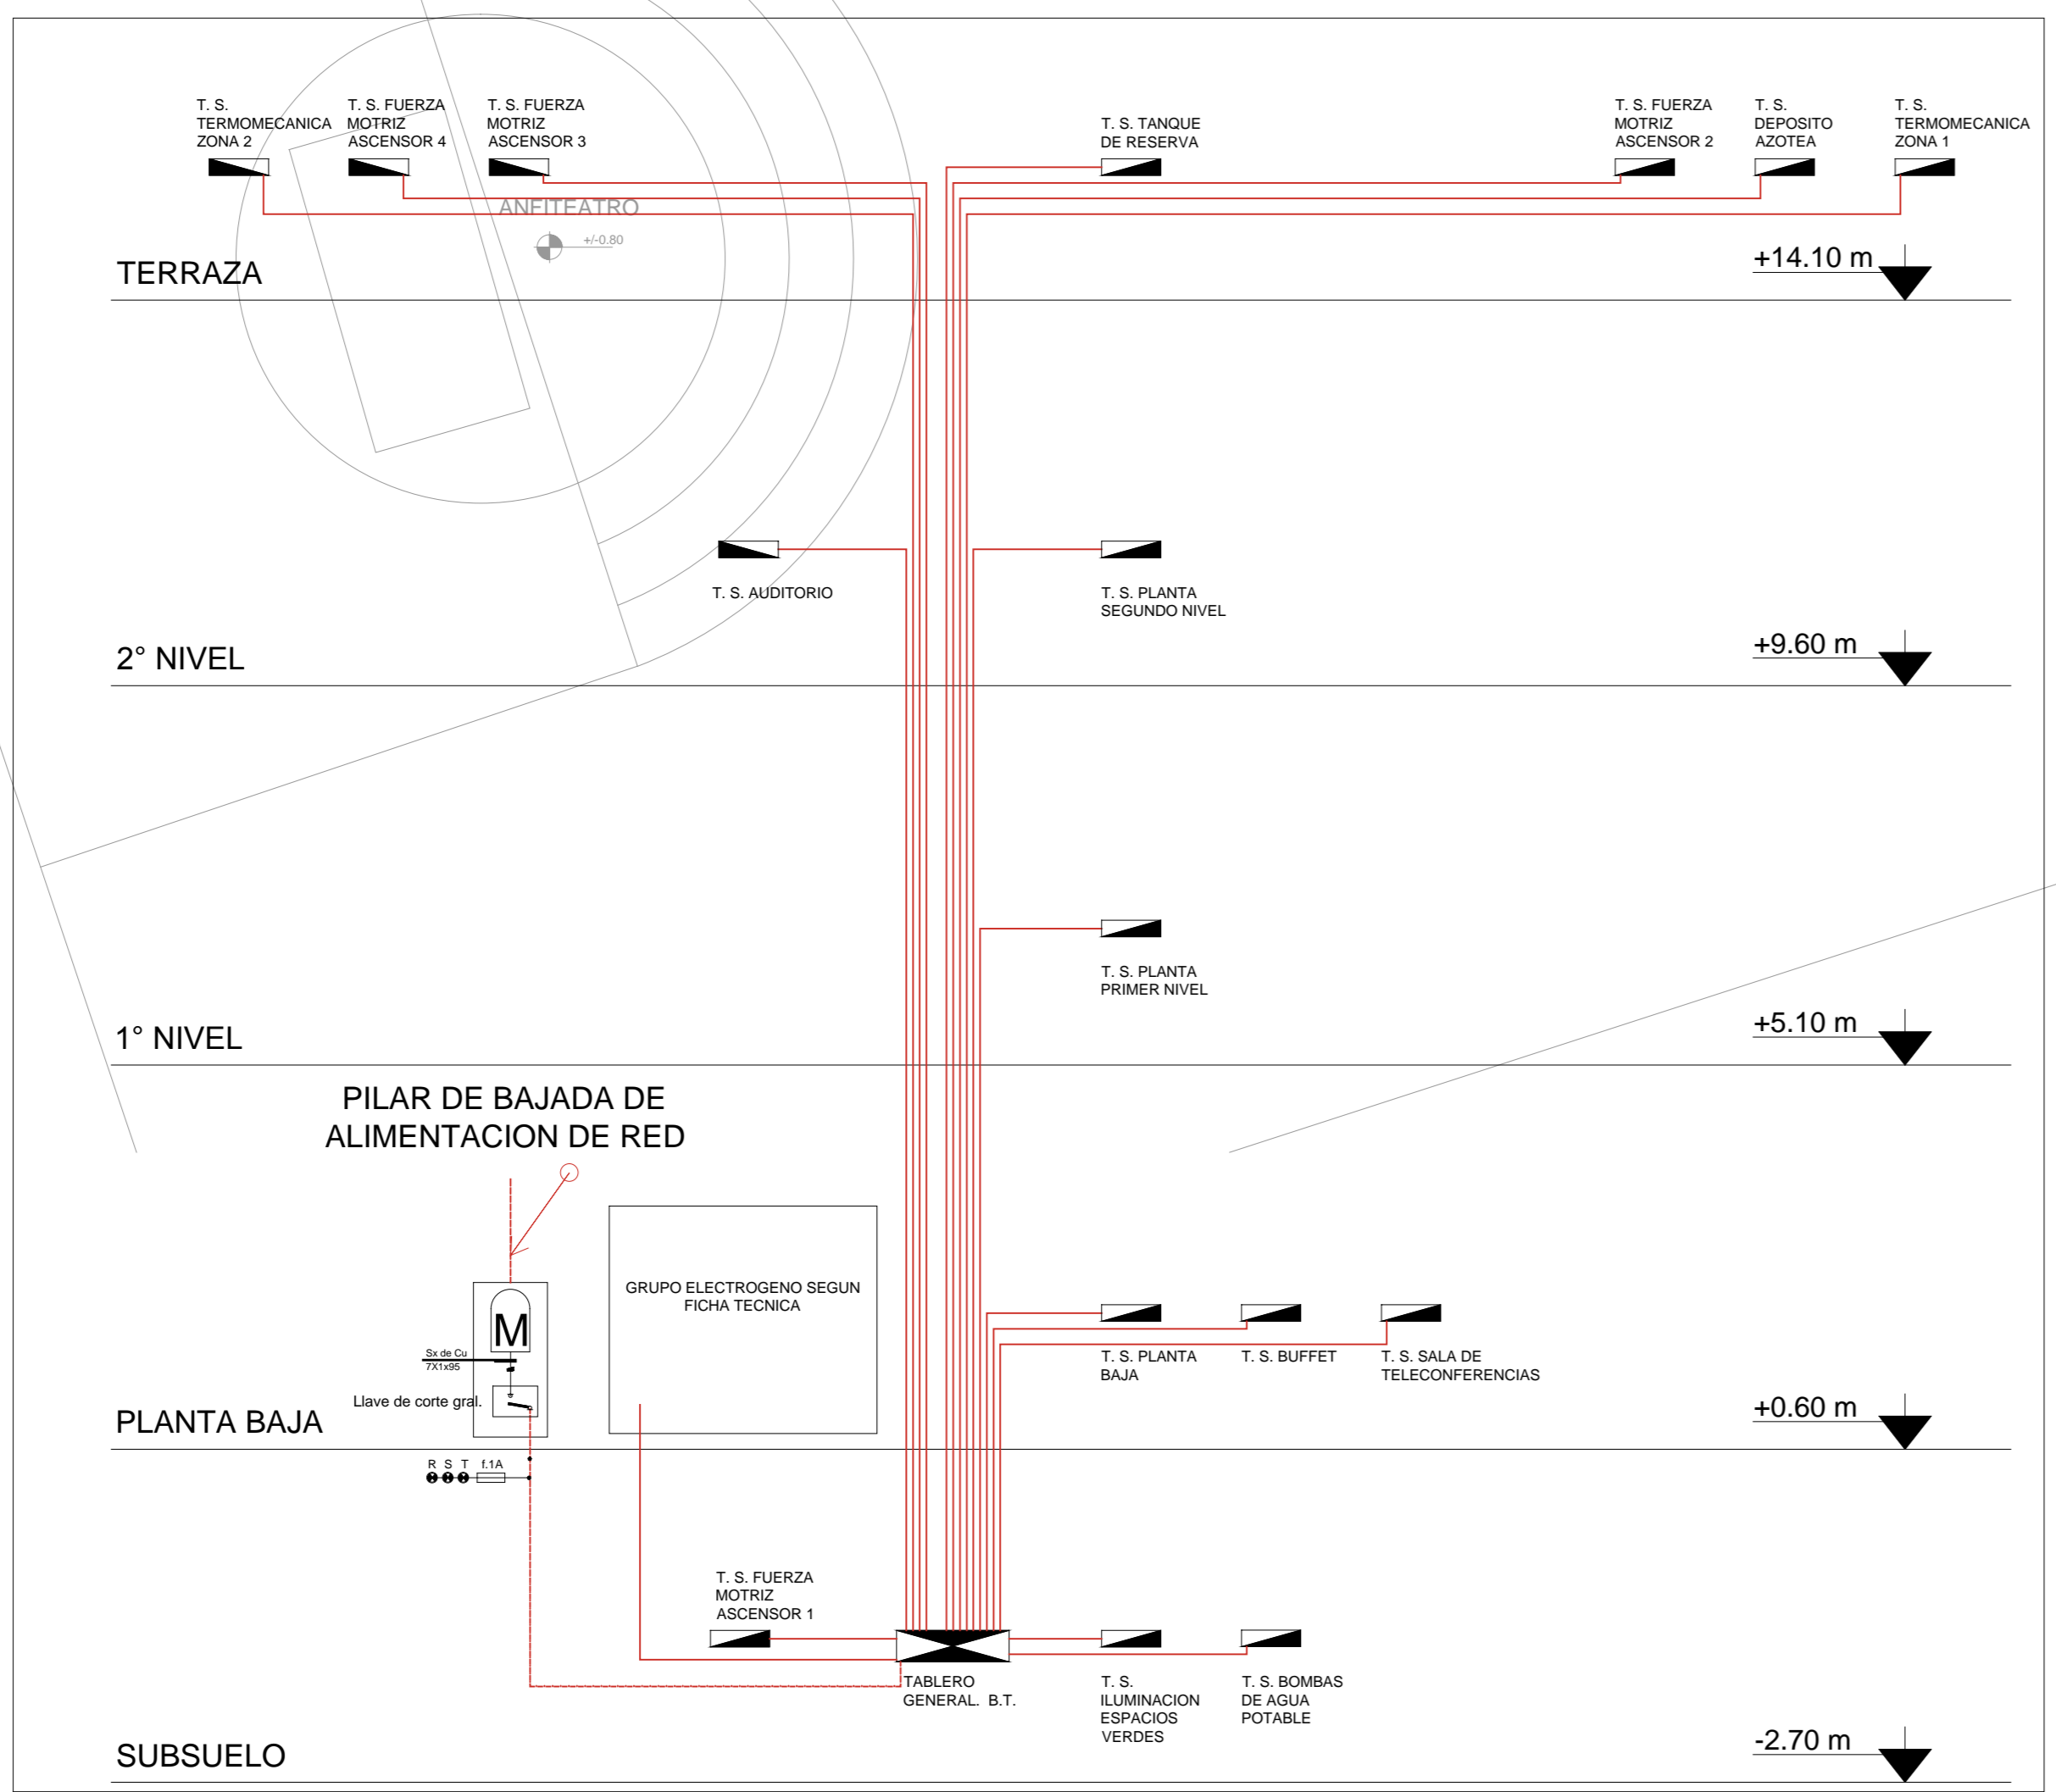 T. S.
TERMOMECANICA
ZONA 2
T. S. FUERZA
MOTRIZ
ASCENSOR 4
T. S. FUERZA
MOTRIZ
ASCENSOR 3
T. S. TANQUE
DE RESERVA
T. S. FUERZA
MOTRIZ
ASCENSOR 2
T. S.
DEPOSITO
AZOTEA
T. S.
TERMOMECANICA
ZONA 1
ANFITEATRO
+/-0.80
TERRAZA
+14.10 m
T. S. AUDITORIO
T. S. PLANTA
SEGUNDO NIVEL
2° NIVEL
+9.60 m
T. S. PLANTA
PRIMER NIVEL
1° NIVEL
+5.10 m
PILAR DE BAJADA DE
ALIMENTACION DE RED
GRUPO ELECTROGENO SEGUN
FICHA TECNICA
M
Sx de Cu
7X1x95
Llave de corte gral.
T. S. PLANTA
BAJA
T. S. BUFFET
T. S. SALA DE
TELECONFERENCIAS
PLANTA BAJA
+0.60 m
R S T f.1A
T. S. FUERZA
MOTRIZ
ASCENSOR 1
TABLERO
GENERAL. B.T.
T. S.
ILUMINACION
ESPACIOS
VERDES
T. S. BOMBAS
DE AGUA
POTABLE
SUBSUELO
-2.70 m